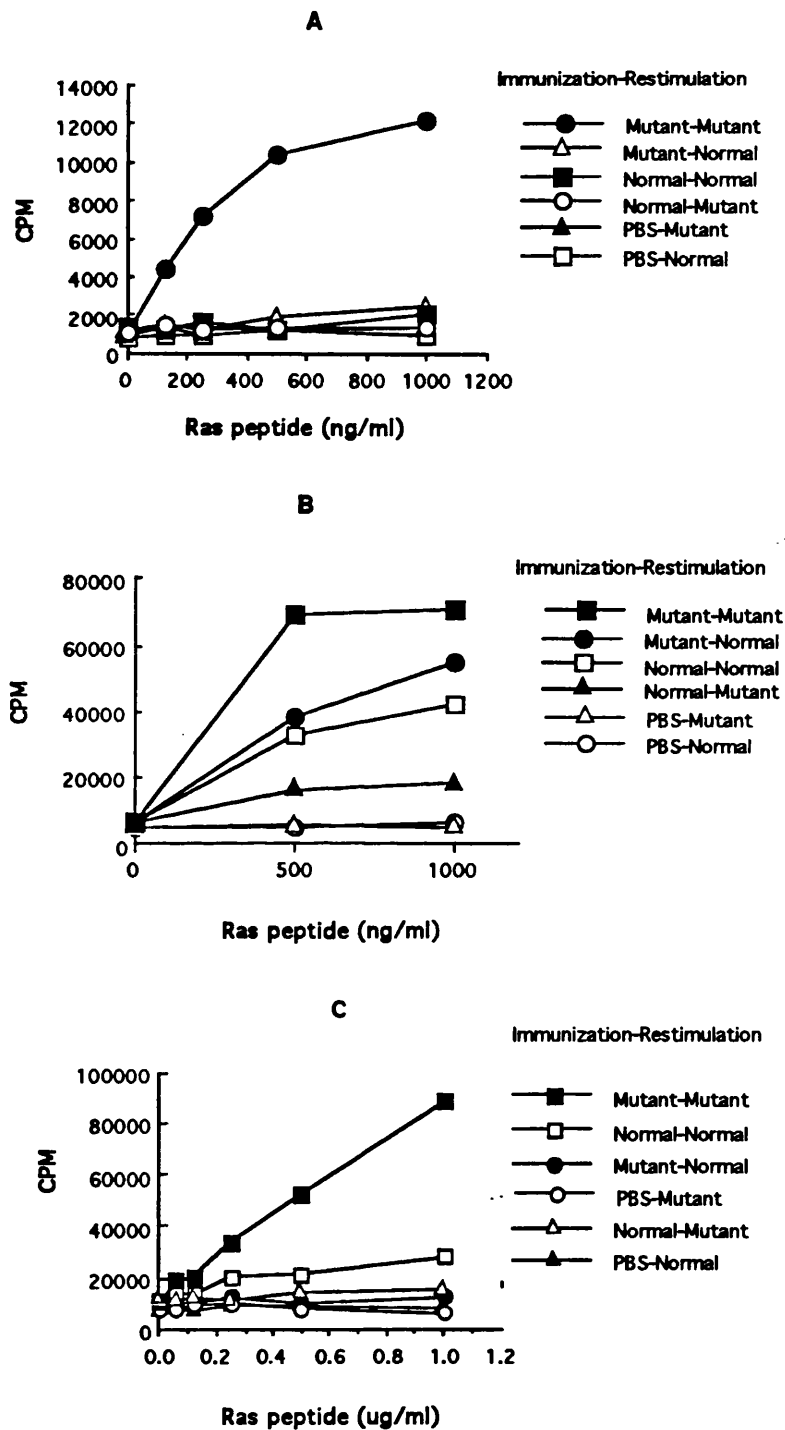 A
Immunization-Restimulation
Mutant-Mutant
Mutant-Normal
Normal-Normal
Normal-Mutant
PBS-Mutant
PBS-Normal
CPM
14000
12000
10000
8000
6000
4000
2000
0
0 200 400 600 800 1000 1200
Ras peptide (ng/ml)
B
Immunization-Restimulation
Mutant-Mutant
Mutant-Normal
Normal-Normal
Normal-Mutant
PBS-Mutant
PBS-Normal
CPM
80000
60000
40000
20000
0
0 500 1000
Ras peptide (ng/ml)
C
Immunization-Restimulation
Mutant-Mutant
Normal-Normal
Mutant-Normal
PBS-Mutant
Normal-Mutant
PBS-Normal
CPM
100000
80000
60000
40000
20000
0
0.0 0.2 0.4 0.6 0.8 1.0 1.2
Ras peptide (ug/ml)